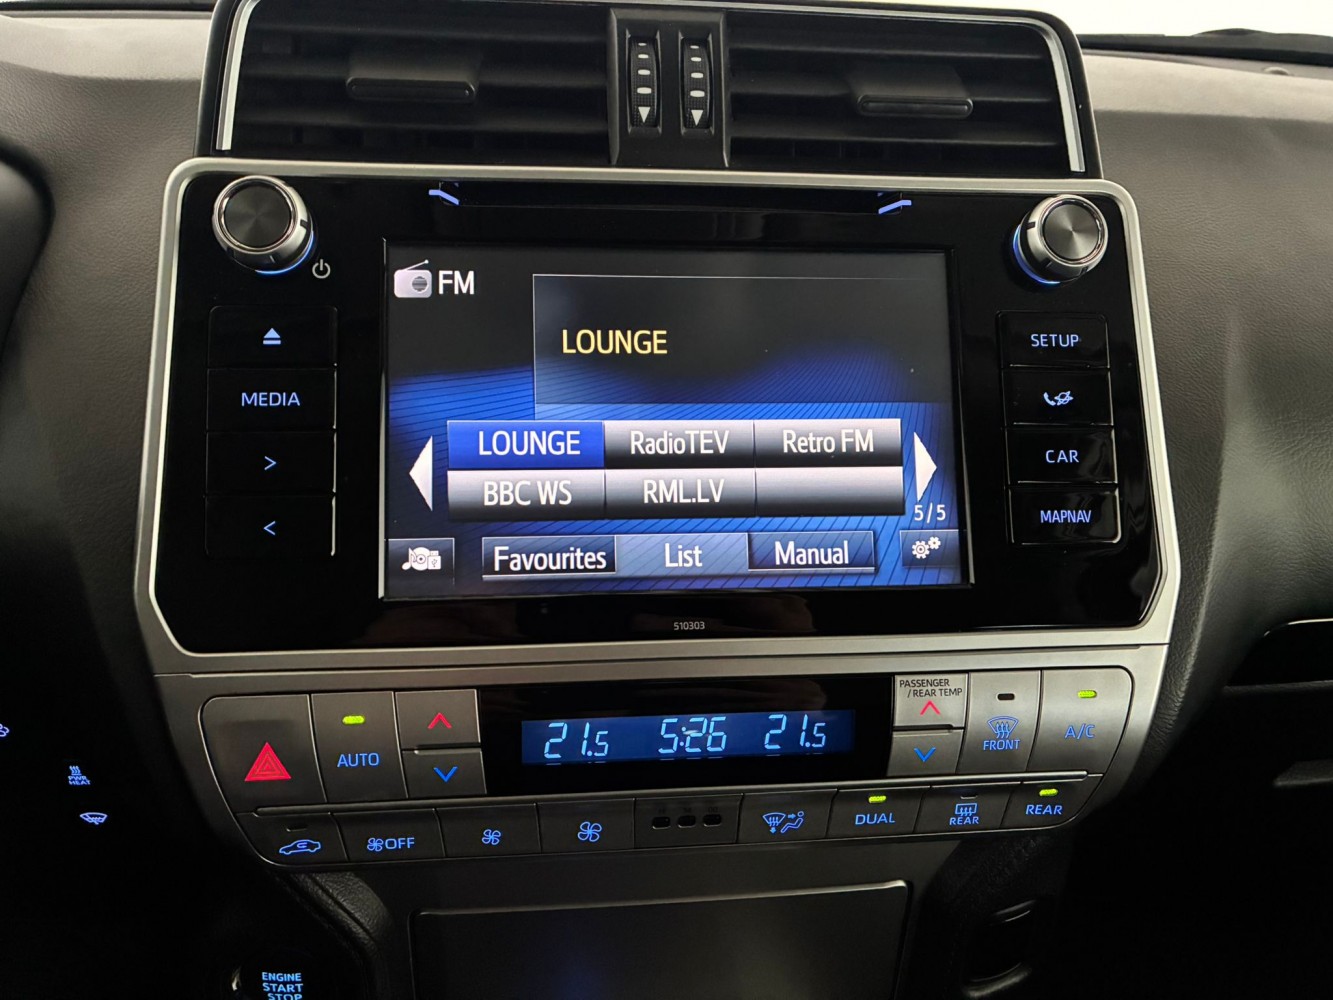 FM
LOUNGE
LOUNGE RadioTEV Retro FM
BBC WS RML.LV
5/5
Favourites List Manual
MEDIA
>
<
SETUP
CAR
MAPNAV
510303
AUTO
21.5 5:26 21.5
PASSENGER
/REAR TEMP
FRONT
A/C
OFF
DUAL
REAR
REAR
PWR
HEAT
ENGINE
START
STOP